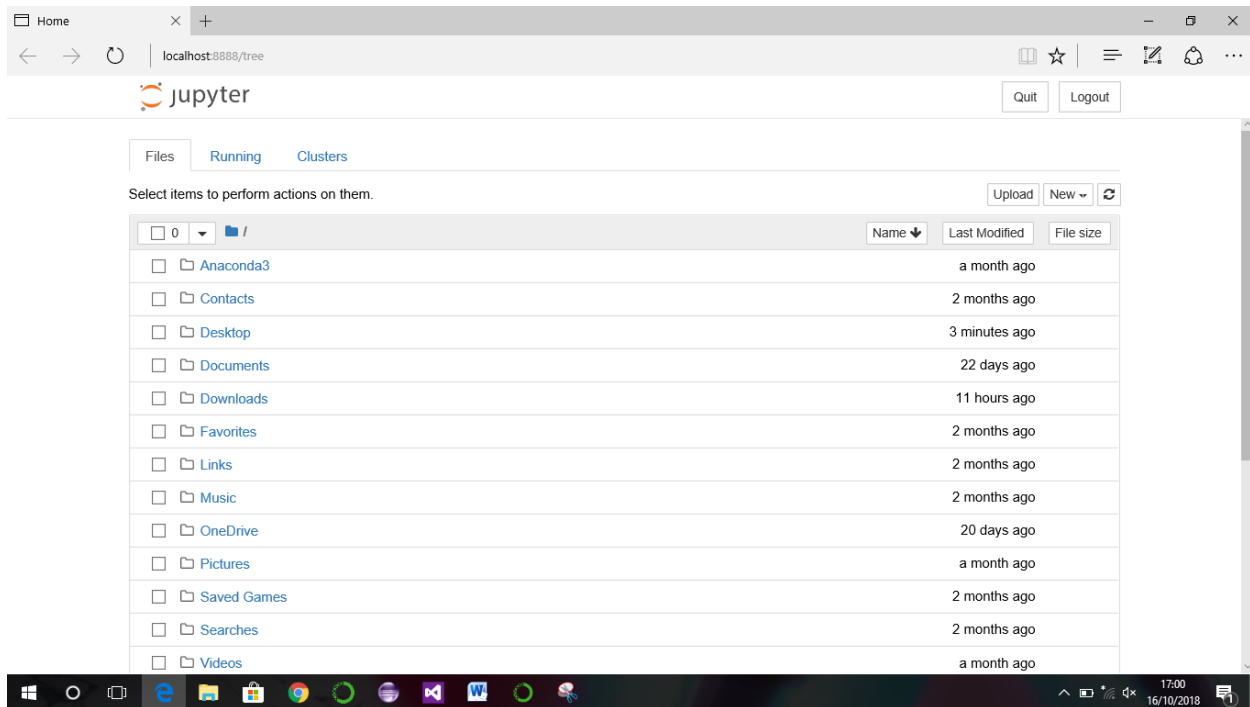 Home
localhost:8888/tree
jupyter
Quit Logout
Files Running Clusters
Select items to perform actions on them.
Upload New
0 / Name Last Modified File size
Anaconda3 a month ago
Contacts 2 months ago
Desktop 3 minutes ago
Documents 22 days ago
Downloads 11 hours ago
Favorites 2 months ago
Links 2 months ago
Music 2 months ago
OneDrive 20 days ago
Pictures a month ago
Saved Games 2 months ago
Searches 2 months ago
Videos a month ago
17:00
16/10/2018